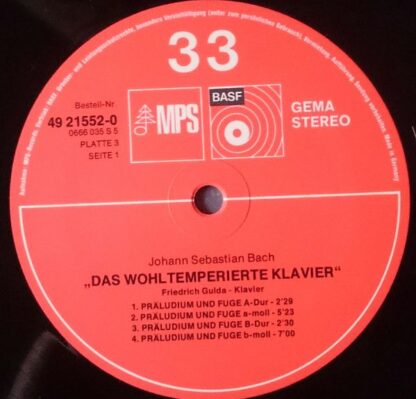 33
Bestell-Nr.
49 21552-0
0666 035 S 5
PLATTE 3
SEITE 1
MPS
BASF
GEMA
STEREO
Johann Sebastian Bach
„DAS WOHLTEMPERIERTE KLAVIER“
Friedrich Gulda - Klavier
1. PRÄLUDIUM UND FUGE A-Dur - 2'29
2. PRÄLUDIUM UND FUGE a-moll - 5'23
3. PRÄLUDIUM UND FUGE B-Dur - 2'30
4. PRÄLUDIUM UND FUGE b-moll - 7'00